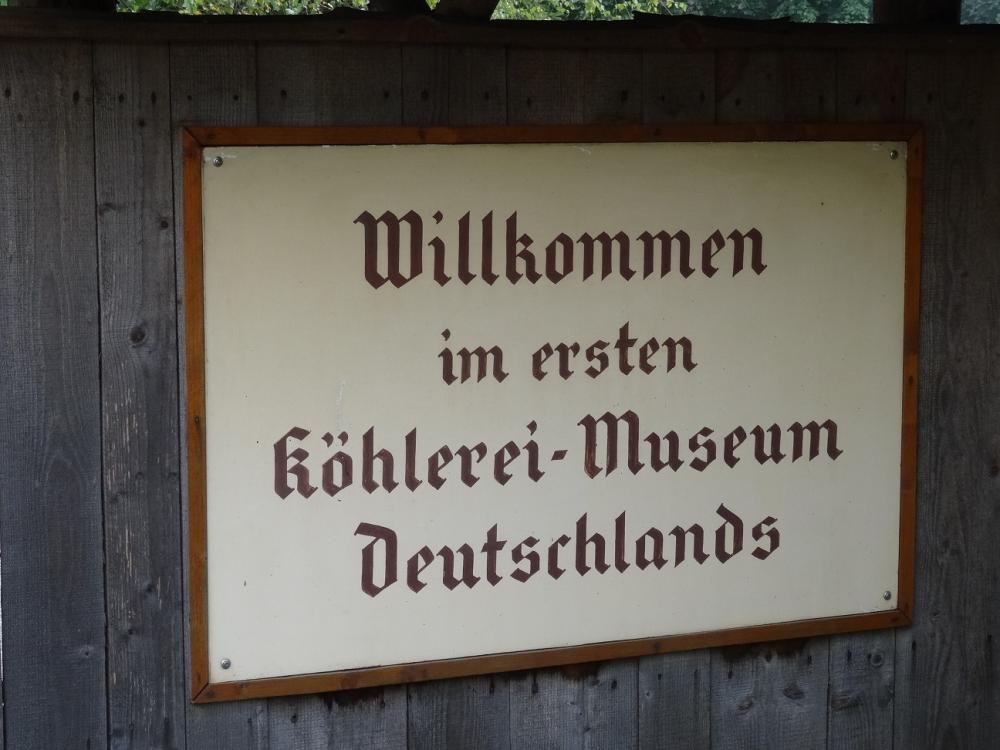 Willkommen
im ersten
Köhlerei-Museum
Deutschlands